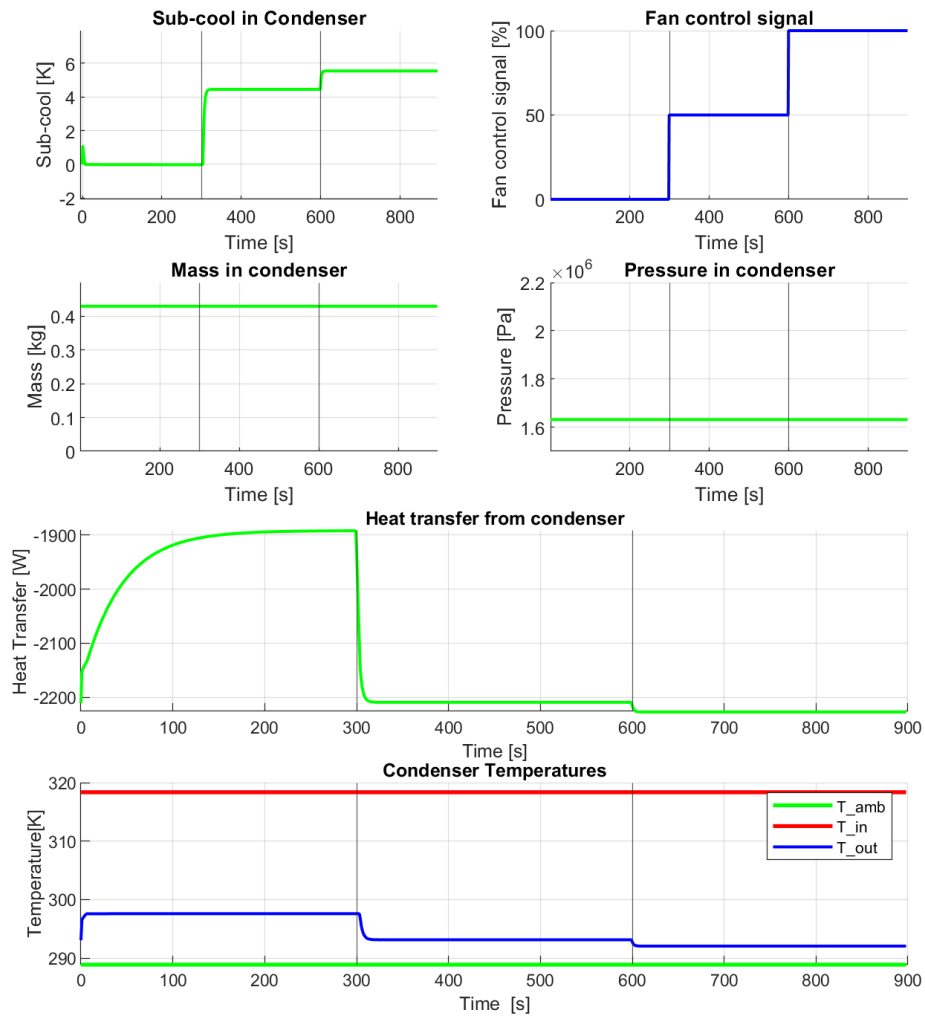 Sub-cool in Condenser
Sub-cool [K]
6
4
2
0
-2
0 200 400 600 800
Time [s]
Fan control signal
Fan control signal [%]
100
50
0
200 400 600 800
Time [s]
Mass in condenser
Mass [kg]
0.4
0.3
0.2
0.1
0
200 400 600 800
Time [s]
Pressure in condenser
×10^6
Pressure [Pa]
2.2
2
1.8
1.6
200 400 600 800
Time [s]
Heat transfer from condenser
Heat Transfer [W]
-1900
-2000
-2100
-2200
0 100 200 300 400 500 600 700 800 900
Time [s]
Condenser Temperatures
Temperature[K]
320
310
300
290
T_amb
T_in
T_out
0 100 200 300 400 500 600 700 800 900
Time [s]